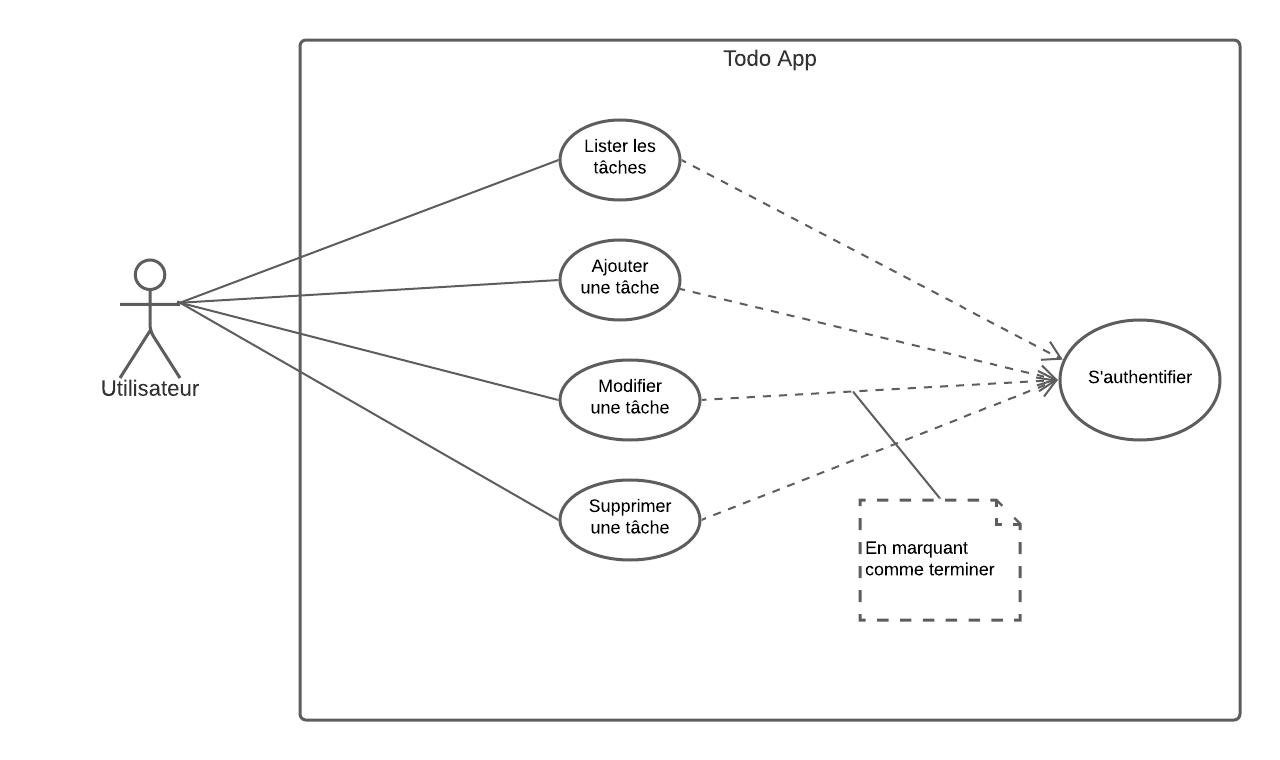 Todo App
Lister les
tâches
Ajouter
une tâche
Utilisateur
Modifier
une tâche
S'authentifier
Supprimer
une tâche
En marquant
comme terminer